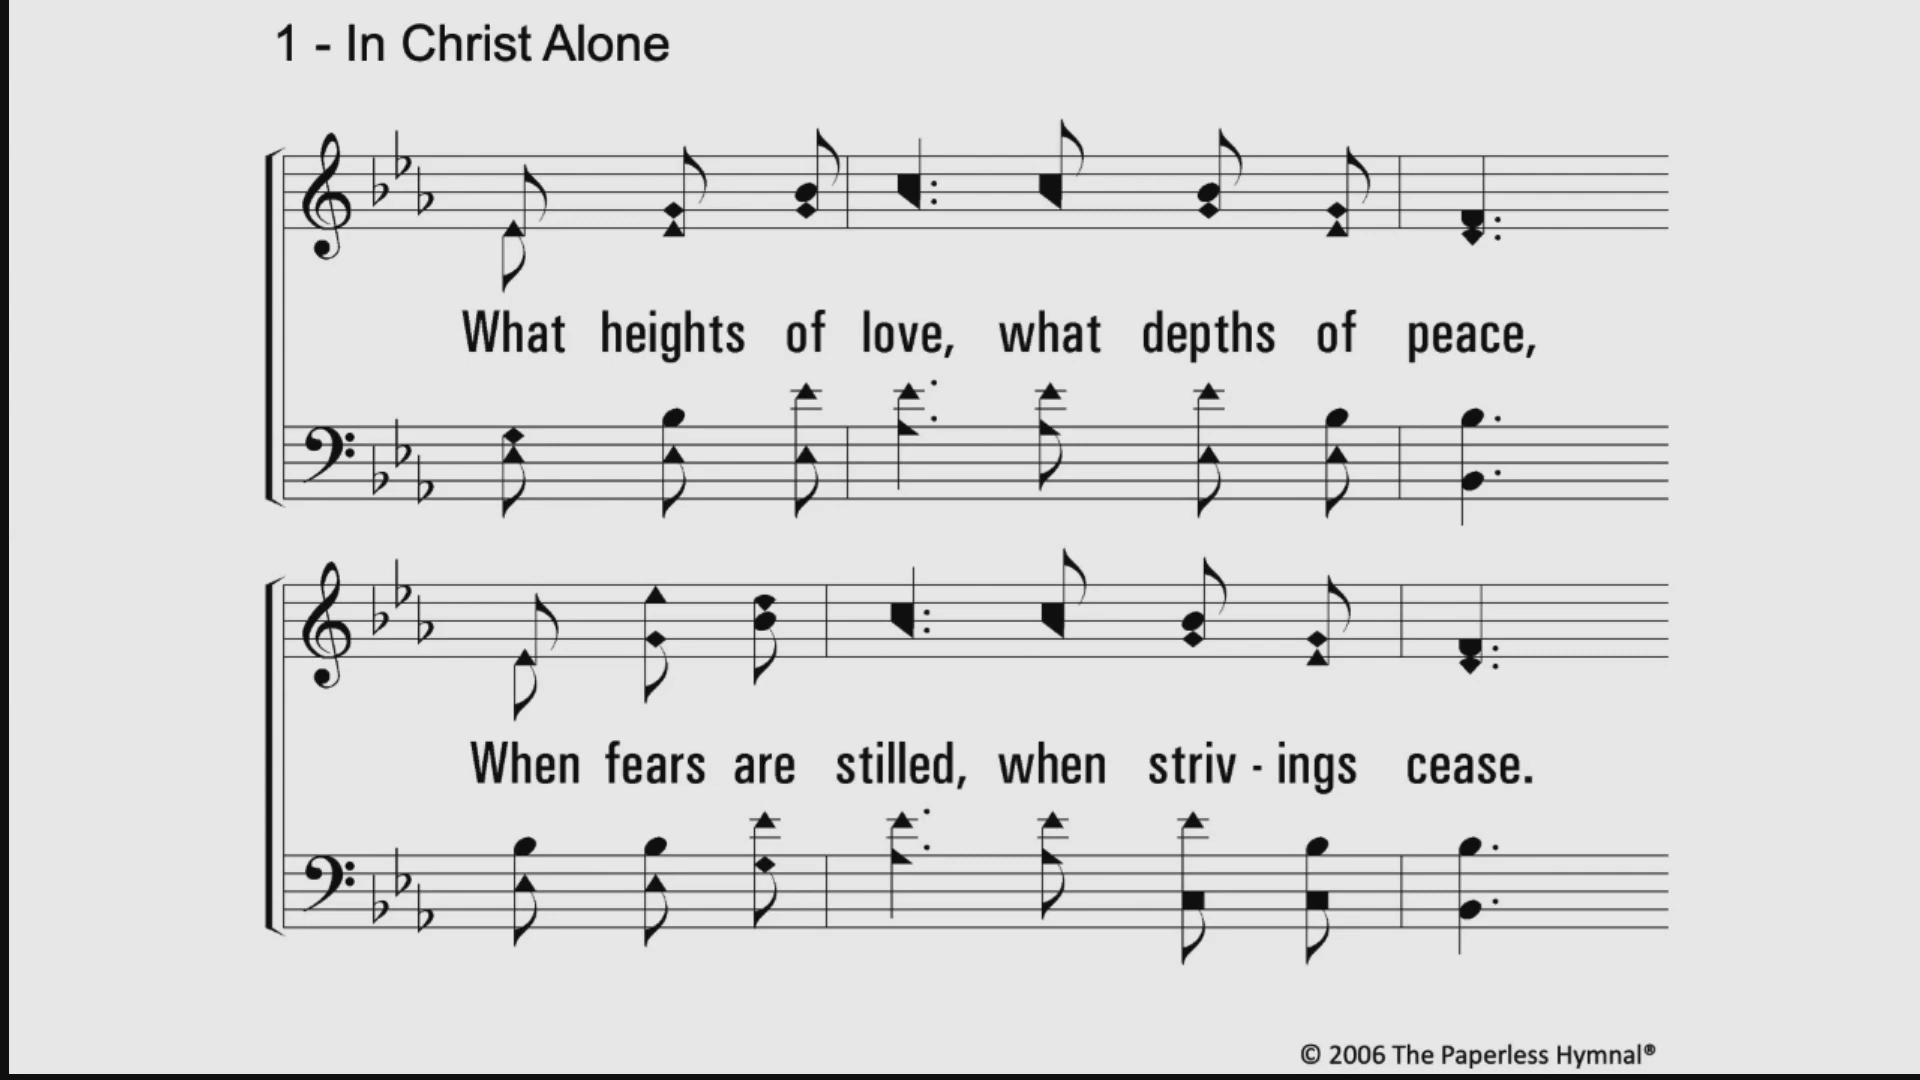 1 - In Christ Alone
What heights of love, what depths of peace,
When fears are stilled, when striv - ings cease.
© 2006 The Paperless Hymnal®